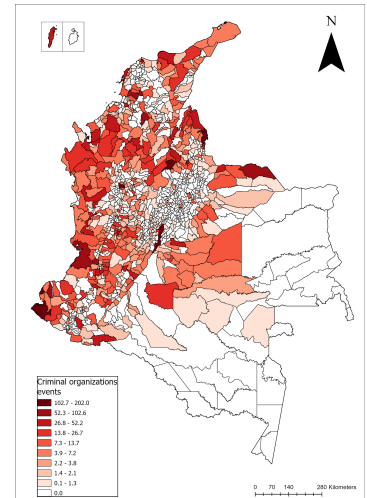 N
Criminal organizations
events
102.7 - 202.0
52.3 - 102.6
26.8 - 52.2
13.8 - 26.7
7.3 - 13.7
3.9 - 7.2
2.2 - 3.8
1.4 - 2.1
0.1 - 1.3
0.0
0 70 140 280 Kilometers